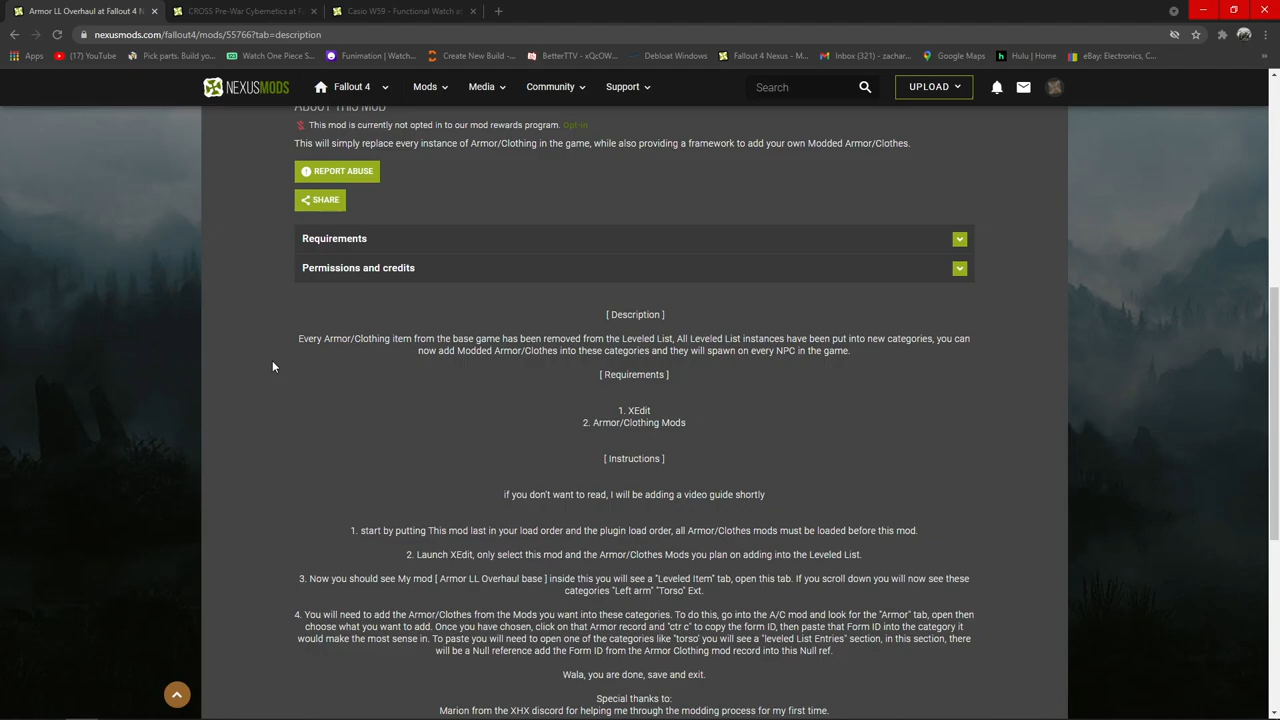 Armor LL Overhaul at Fallout 4 N
CROSS Pre-War Cybernetics at F
Casio W59 - Functional Watch at
nexusmods.com/fallout4/mods/55766?tab=description
Apps (17) YouTube Pick parts. Build yo... Watch One Piece S... Funimation | Watch... Create New Build -... BetterTTV - xQcOW... Debloat Windows Fallout 4 Nexus - M... Inbox (321) - zachar... Google Maps Hulu | Home eBay: Electronics, C... »
NEXUSMODS Fallout 4 Mods Media Community Support Search UPLOAD
ABOUT THIS MOD
This mod is currently not opted in to our mod rewards program. Opt-in
This will simply replace every instance of Armor/Clothing in the game, while also providing a framework to add your own Modded Armor/Clothes.
REPORT ABUSE
SHARE
Requirements
Permissions and credits
[ Description ]
Every Armor/Clothing item from the base game has been removed from the Leveled List, All Leveled List instances have been put into new categories, you can
now add Modded Armor/Clothes into these categories and they will spawn on every NPC in the game.
[ Requirements ]
1. XEdit
2. Armor/Clothing Mods
[ Instructions ]
if you don't want to read, I will be adding a video guide shortly
1. start by putting This mod last in your load order and the plugin load order, all Armor/Clothes mods must be loaded before this mod.
2. Launch XEdit, only select this mod and the Armor/Clothes Mods you plan on adding into the Leveled List.
3. Now you should see My mod [ Armor LL Overhaul base ] inside this you will see a "Leveled Item" tab, open this tab. If you scroll down you will now see these
categories "Left arm" "Torso" Ext.
4. You will need to add the Armor/Clothes from the Mods you want into these categories. To do this, go into the A/C mod and look for the "Armor" tab, open then
choose what you want to add. Once you have chosen, click on that Armor record and "ctr c" to copy the form ID, then paste that Form ID into the category it
would make the most sense in. To paste you will need to open one of the categories like "torso' you will see a "leveled List Entries" section, in this section, there
will be a Null reference add the Form ID from the Armor Clothing mod record into this Null ref.
Wala, you are done, save and exit.
Special thanks to:
Marion from the XHX discord for helping me through the modding process for my first time.